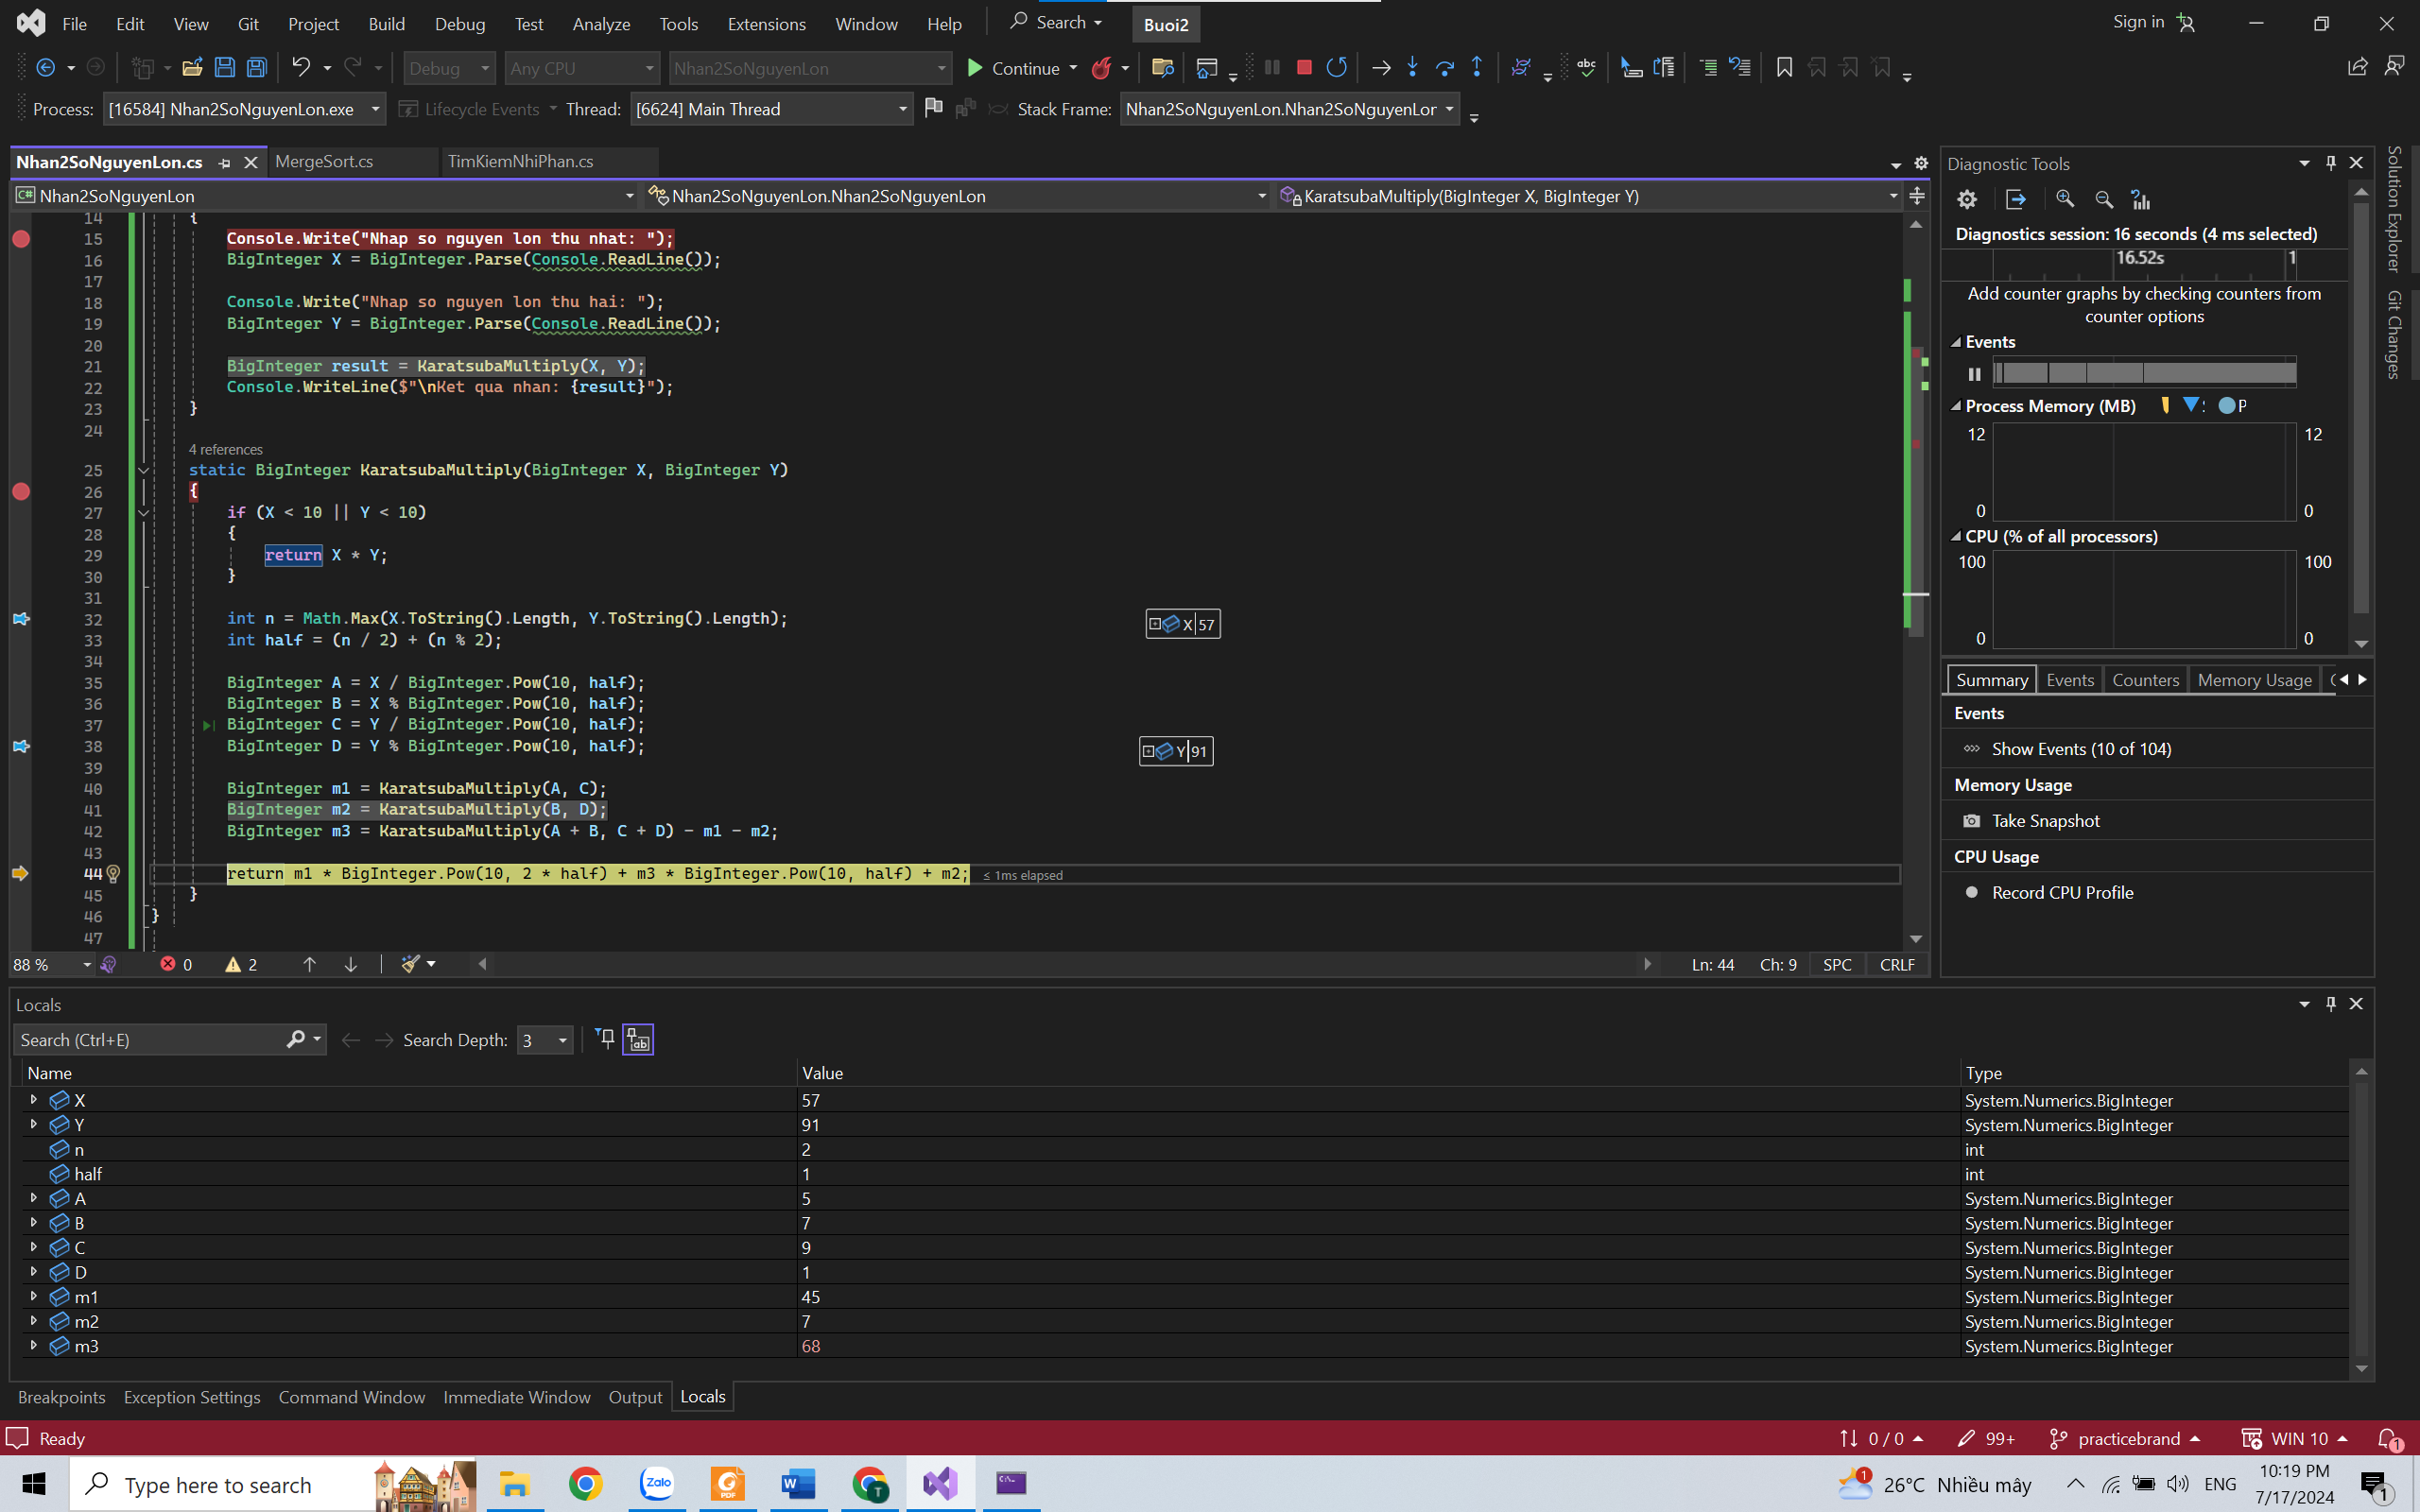 File Edit View Git Project Build Debug Test Analyze Tools Extensions Window Help Search Buoi2 Sign in
Debug Any CPU Nhan2SoNguyenLon Continue
Process: [16584] Nhan2SoNguyenLon.exe Lifecycle Events Thread: [6624] Main Thread Stack Frame: Nhan2SoNguyenLon.Nhan2SoNguyenLor
Nhan2SoNguyenLon.cs MergeSort.cs TimKiemNhiPhan.cs
C# Nhan2SoNguyenLon Nhan2SoNguyenLon.Nhan2SoNguyenLon KaratsubaMultiply(BigInteger X, BigInteger Y)
14 {
15 Console.Write("Nhap so nguyen lon thu nhat: ");
16 BigInteger X = BigInteger.Parse(Console.ReadLine());
17
18 Console.Write("Nhap so nguyen lon thu hai: ");
19 BigInteger Y = BigInteger.Parse(Console.ReadLine());
20
21 BigInteger result = KaratsubaMultiply(X, Y);
22 Console.WriteLine($"\nKet qua nhan: {result}");
23 }
24
4 references
25 static BigInteger KaratsubaMultiply(BigInteger X, BigInteger Y)
26 {
27 if (X < 10 || Y < 10)
28 {
29 return X * Y;
30 }
31
32 int n = Math.Max(X.ToString().Length, Y.ToString().Length);
X 57
33 int half = (n / 2) + (n % 2);
34
35 BigInteger A = X / BigInteger.Pow(10, half);
36 BigInteger B = X % BigInteger.Pow(10, half);
37 BigInteger C = Y / BigInteger.Pow(10, half);
38 BigInteger D = Y % BigInteger.Pow(10, half);
Y 91
39
40 BigInteger m1 = KaratsubaMultiply(A, C);
41 BigInteger m2 = KaratsubaMultiply(B, D);
42 BigInteger m3 = KaratsubaMultiply(A + B, C + D) - m1 - m2;
43
44 return m1 * BigInteger.Pow(10, 2 * half) + m3 * BigInteger.Pow(10, half) + m2; ≤ 1ms elapsed
45 }
46 }
47
88 % 0 2 Ln: 44 Ch: 9 SPC CRLF
Diagnostic Tools
Diagnostics session: 16 seconds (4 ms selected)
16.52s 1
Add counter graphs by checking counters from
counter options
Events
Process Memory (MB) P
12 12
0 0
CPU (% of all processors)
100 100
0 0
Summary Events Counters Memory Usage
Events
Show Events (10 of 104)
Memory Usage
Take Snapshot
CPU Usage
Record CPU Profile
Solution Explorer
Git Changes
Locals
Search (Ctrl+E) Search Depth: 3
Name Value Type
X 57 System.Numerics.BigInteger
Y 91 System.Numerics.BigInteger
n 2 int
half 1 int
A 5 System.Numerics.BigInteger
B 7 System.Numerics.BigInteger
C 9 System.Numerics.BigInteger
D 1 System.Numerics.BigInteger
m1 45 System.Numerics.BigInteger
m2 7 System.Numerics.BigInteger
m3 68 System.Numerics.BigInteger
Breakpoints Exception Settings Command Window Immediate Window Output Locals
Ready 0 / 0 99+ practicebrand WIN 10 1
Type here to search Zalo PDF W T 1 26°C Nhiều mây ENG 10:19 PM
7/17/2024 1